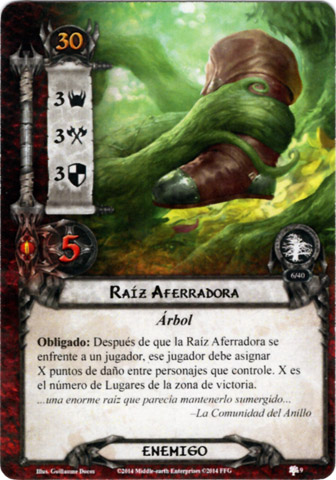 30
3
3
3
5
6/40
Raíz Aferradora
Árbol
Obligado: Después de que la Raíz Aferradora se
enfrente a un jugador, ese jugador debe asignar
X puntos de daño entre personajes que controle. X es
el número de Lugares de la zona de victoria.
...una enorme raíz que parecía mantenerlo sumergido...
–La Comunidad del Anillo
ENEMIGO
Illus. Guillaume Ducos
©2014 Middle-earth Enterprises ©2014 FFG
9